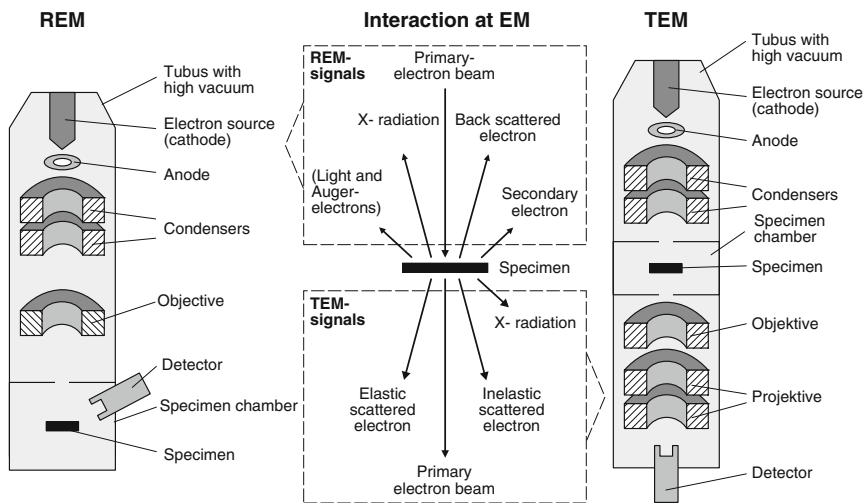 REM
Tubus with
high vacuum
Electron source
(cathode)
Anode
Condensers
Objective
Detector
Specimen chamber
Specimen
Interaction at EM
REM-
signals
Primary-
electron beam
X- radiation
Back scattered
electron
(Light and
Auger-
electrons)
Secondary
electron
Specimen
TEM-
signals
X- radiation
Elastic
scattered
electron
Inelastic
scattered
electron
Primary
electron beam
TEM
Tubus with
high vacuum
Electron source
(cathode)
Anode
Condensers
Specimen
chamber
Specimen
Objektive
Projektive
Detector